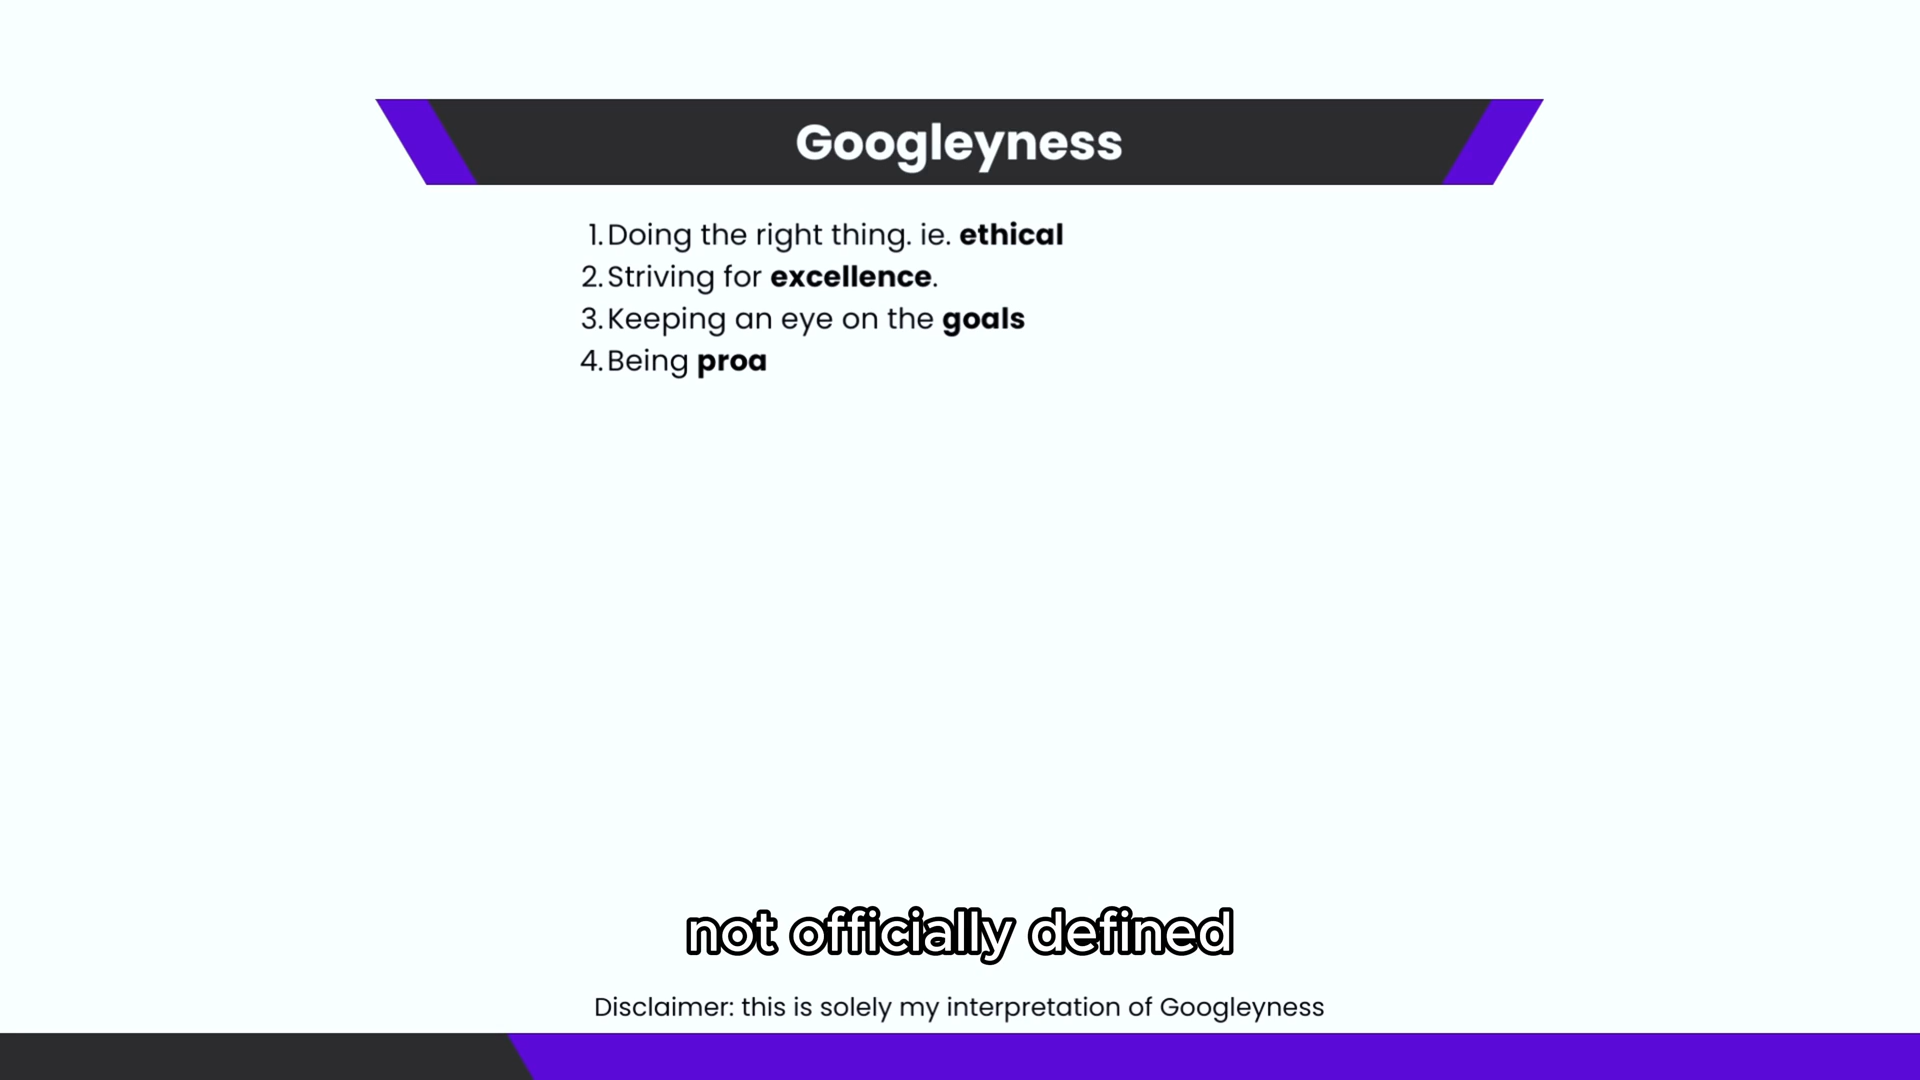 Googleyness
1. Doing the right thing. ie. ethical
2. Striving for excellence.
3. Keeping an eye on the goals
4. Being proa
not officially defined
Disclaimer: this is solely my interpretation of Googleyness